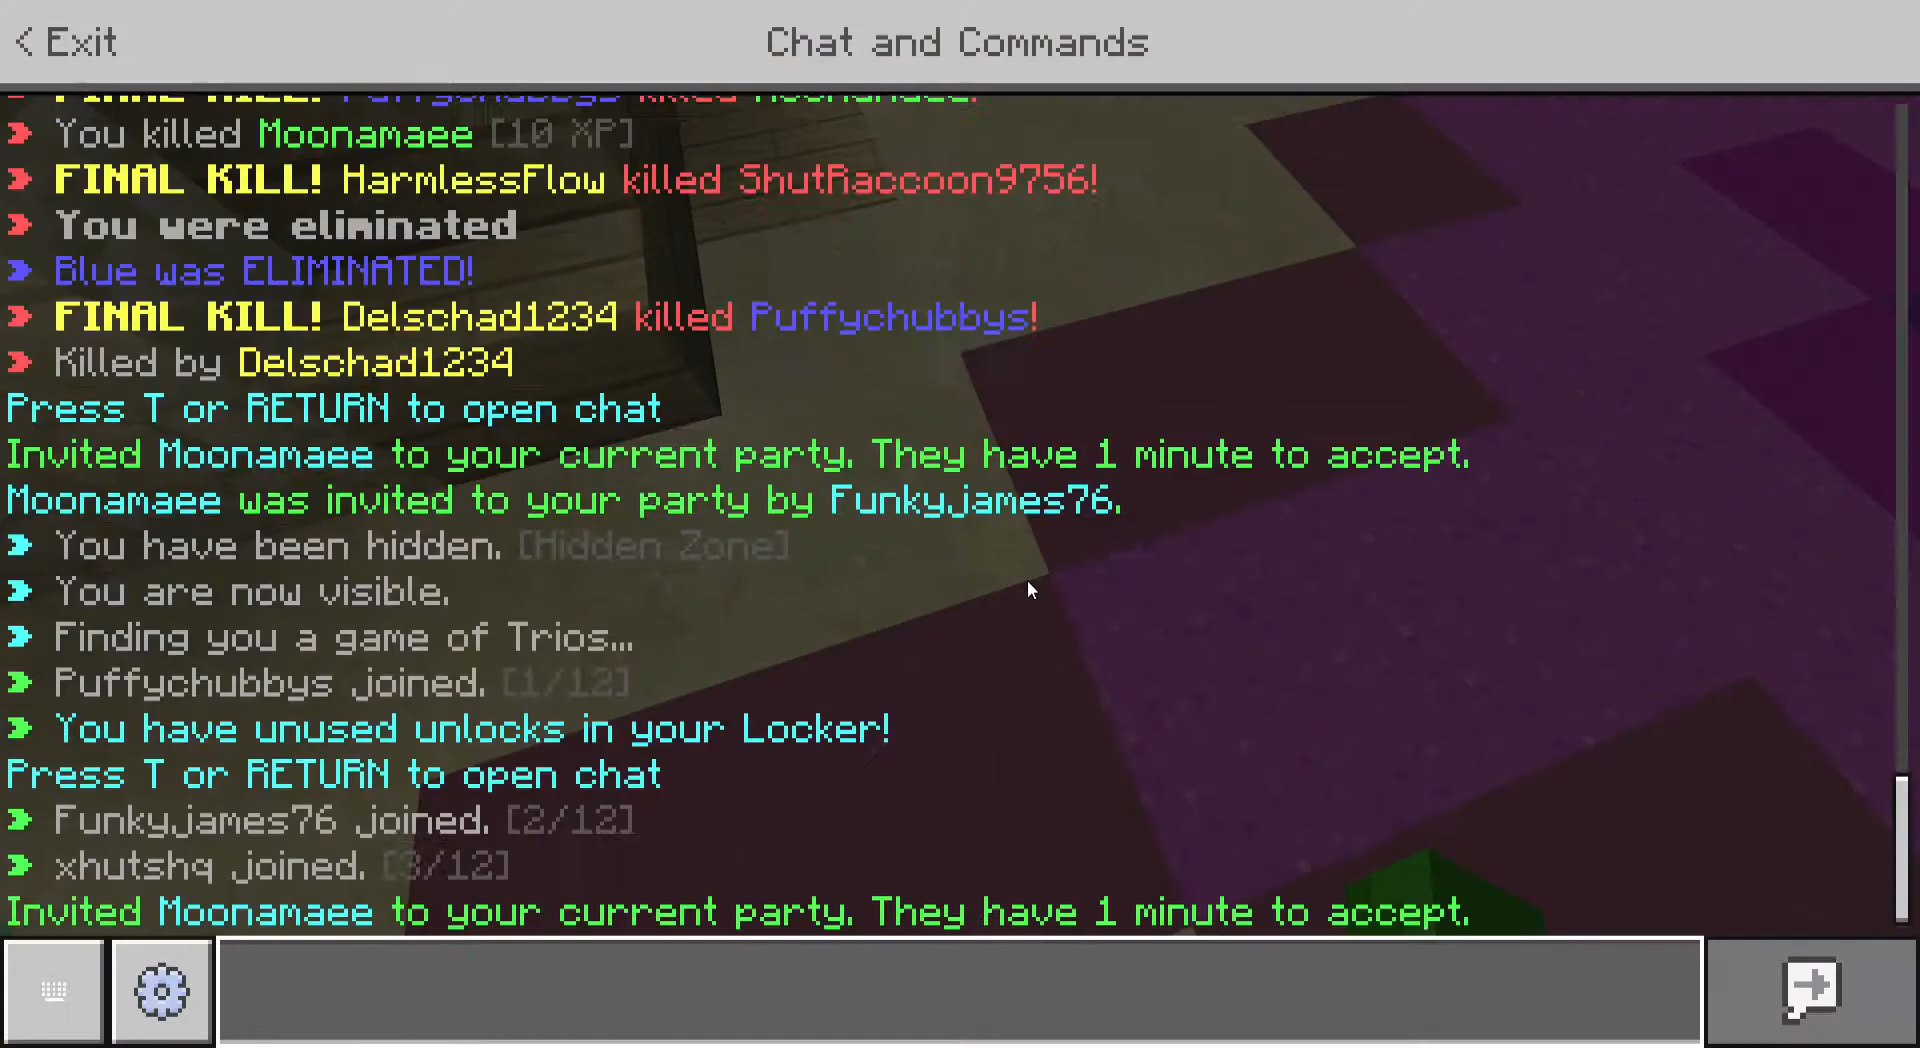 < Exit
Chat and Commands
FINAL KILL! Puffychubbys killed Moonamaee!
You killed Moonamaee [10 XP]
FINAL KILL! HarmlessFlow killed ShutRaccoon9756!
You were eliminated
Blue was ELIMINATED!
FINAL KILL! Delschad1234 killed Puffychubbys!
Killed by Delschad1234
Press T or RETURN to open chat
Invited Moonamaee to your current party. They have 1 minute to accept.
Moonamaee was invited to your party by Funkyjames76.
You have been hidden. [Hidden Zone]
You are now visible.
Finding you a game of Trios...
Puffychubbys joined. [1/12]
You have unused unlocks in your Locker!
Press T or RETURN to open chat
Funkyjames76 joined. [2/12]
xhutshq joined. [3/12]
Invited Moonamaee to your current party. They have 1 minute to accept.